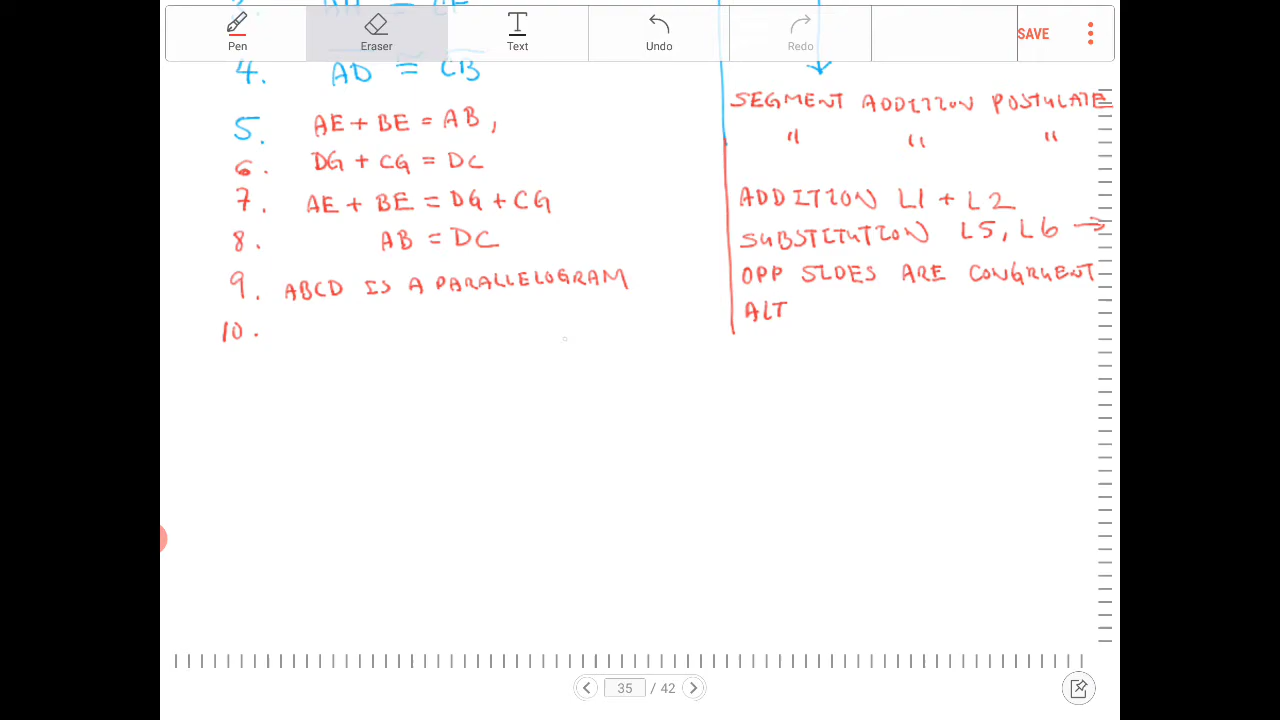 Pen Eraser Text Undo Redo SAVE
4. AD ≅ CB
5. AE + BE = AB, SEGMENT ADDITION POSTULATE
6. DG + CG = DC " " "
7. AE + BE = DG + CG ADDITION L1 + L2
8. AB = DC SUBSTITUTION L5, L6 →
9. ABCD IS A PARALLELOGRAM OPP SIDES ARE CONGRUENT
10. ALT
35 / 42